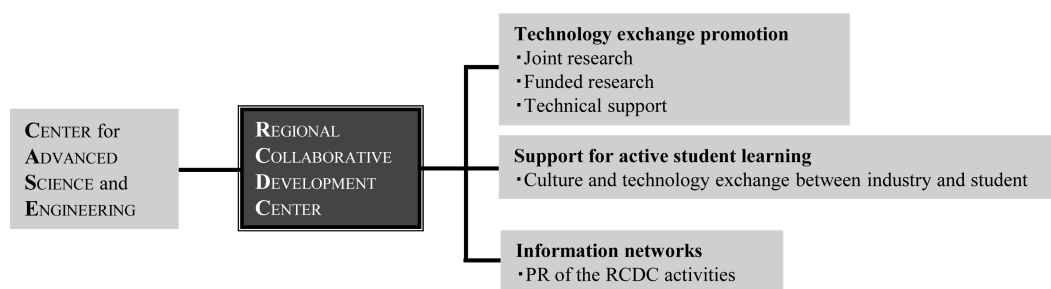 CENTER for
ADVANCED
SCIENCE and
ENGINEERING
REGIONAL
COLLABORATIVE
DEVELOPMENT
CENTER
Technology exchange promotion
・Joint research
・Funded research
・Technical support
Support for active student learning
・Culture and technology exchange between industry and student
Information networks
・PR of the RCDC activities